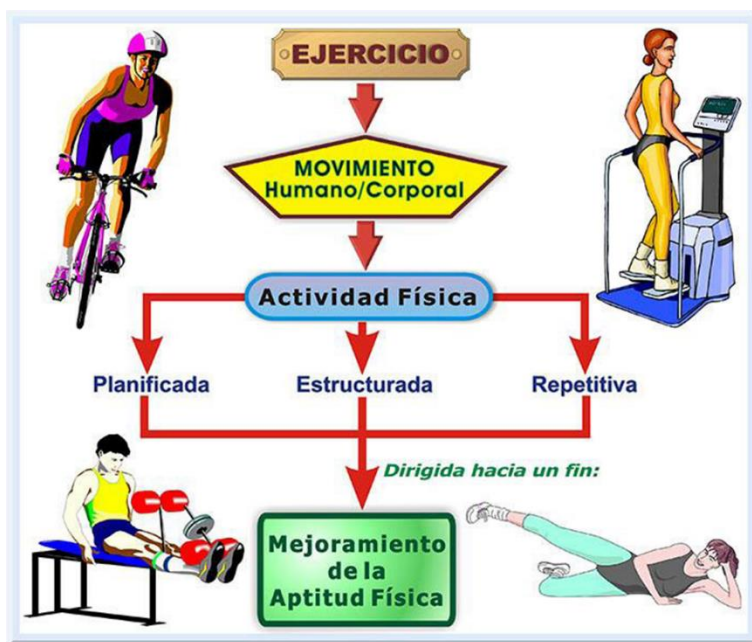 EJERCICIO
MOVIMIENTO
Humano/Corporal
Actividad Física
Planificada
Estructurada
Repetitiva
Dirigida hacia un fin:
Mejoramiento
de la
Aptitud Física